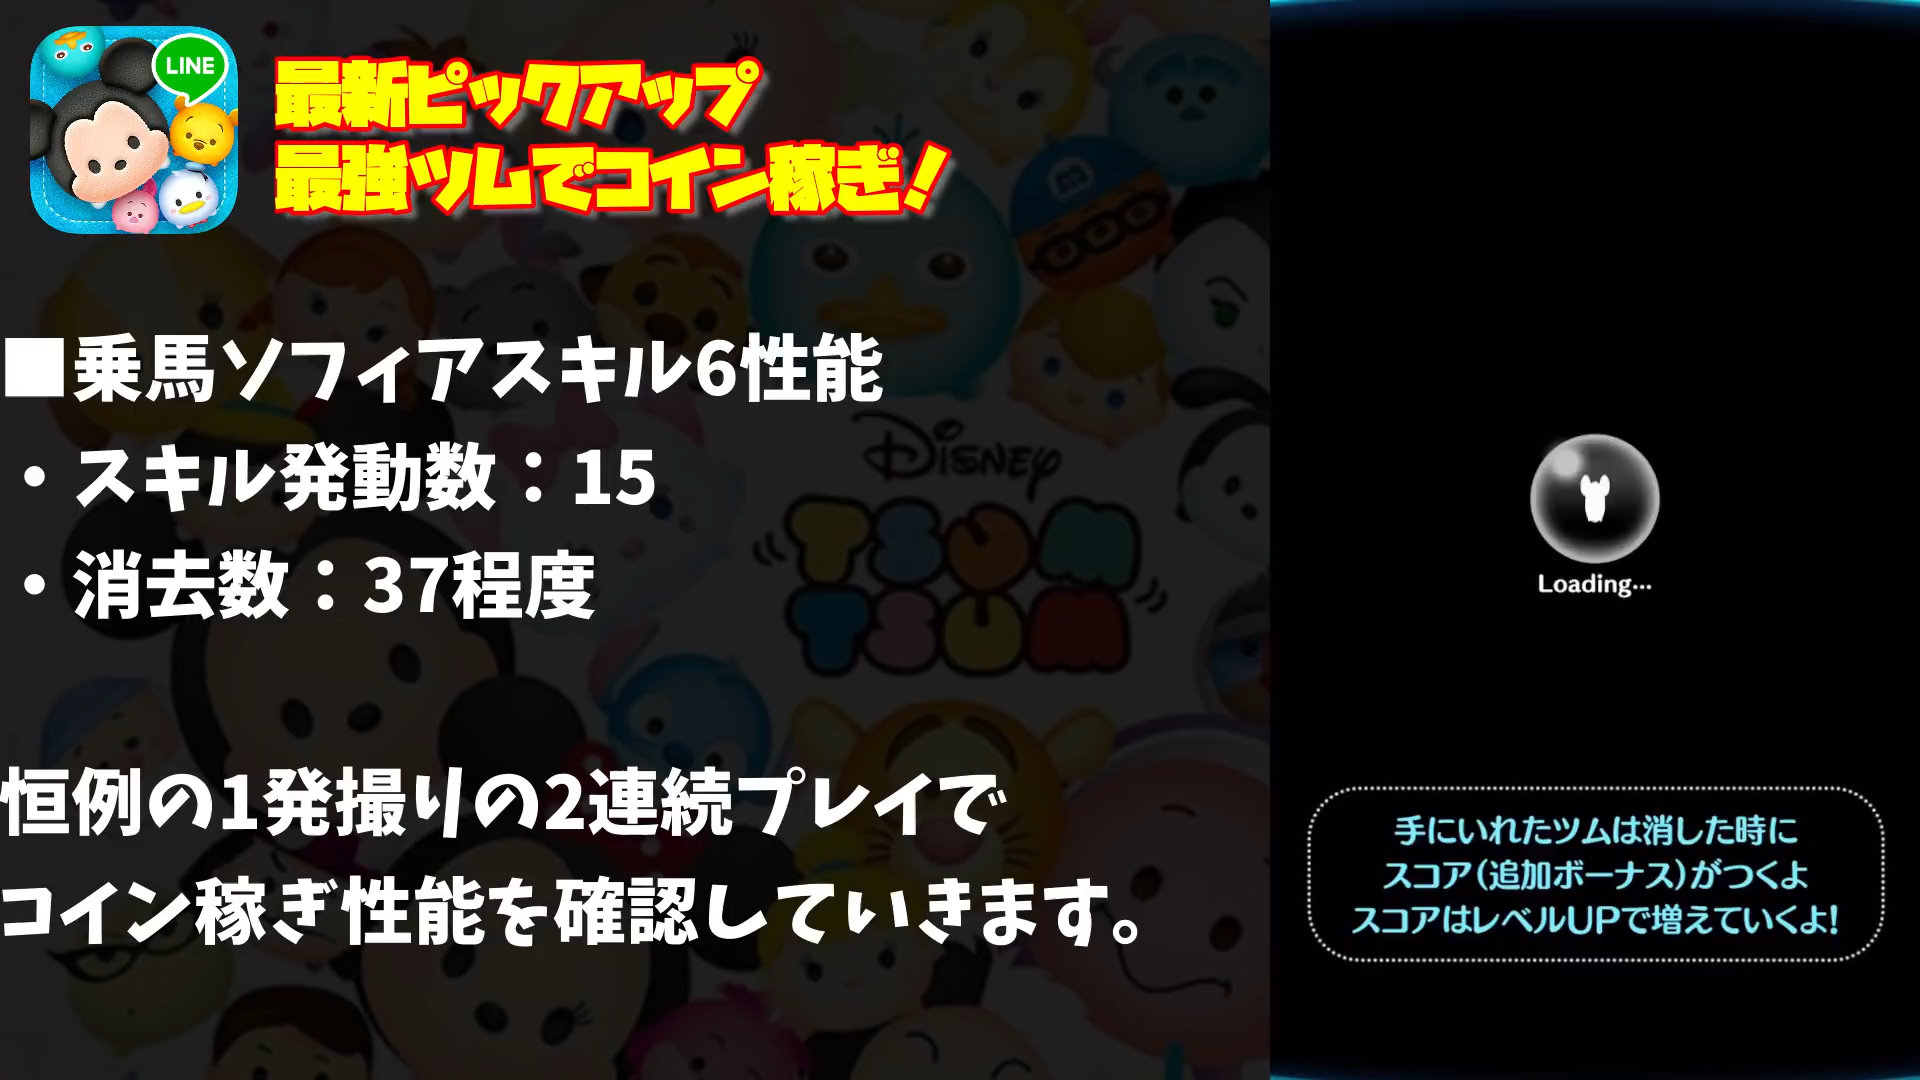 LINE
最新ピックアップ
最強ツムでコイン稼ぎ!
■乗馬ソフィアスキル6性能
・スキル発動数：15
・消去数：37程度
恒例の1発撮りの2連続プレイで
コイン稼ぎ性能を確認していきます。
Disney
TSUM
TSUM
Loading…
手にいれたツムは消した時に
スコア(追加ボーナス)がつくよ
スコアはレベルUPで増えていくよ!